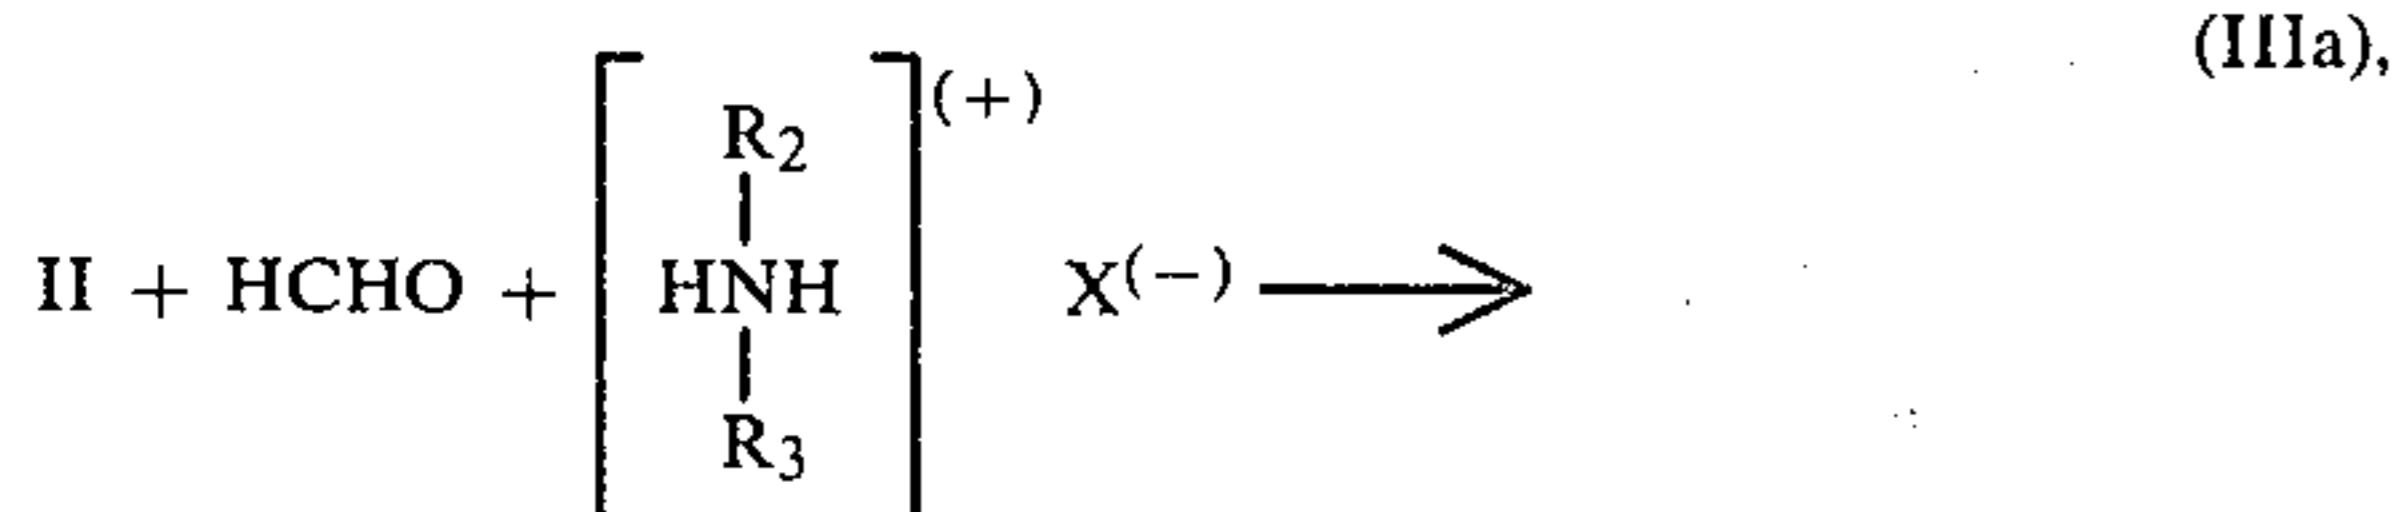 (IIIa),
R2
II + HCHO + [HNH](+) X(−) ⟶
R3